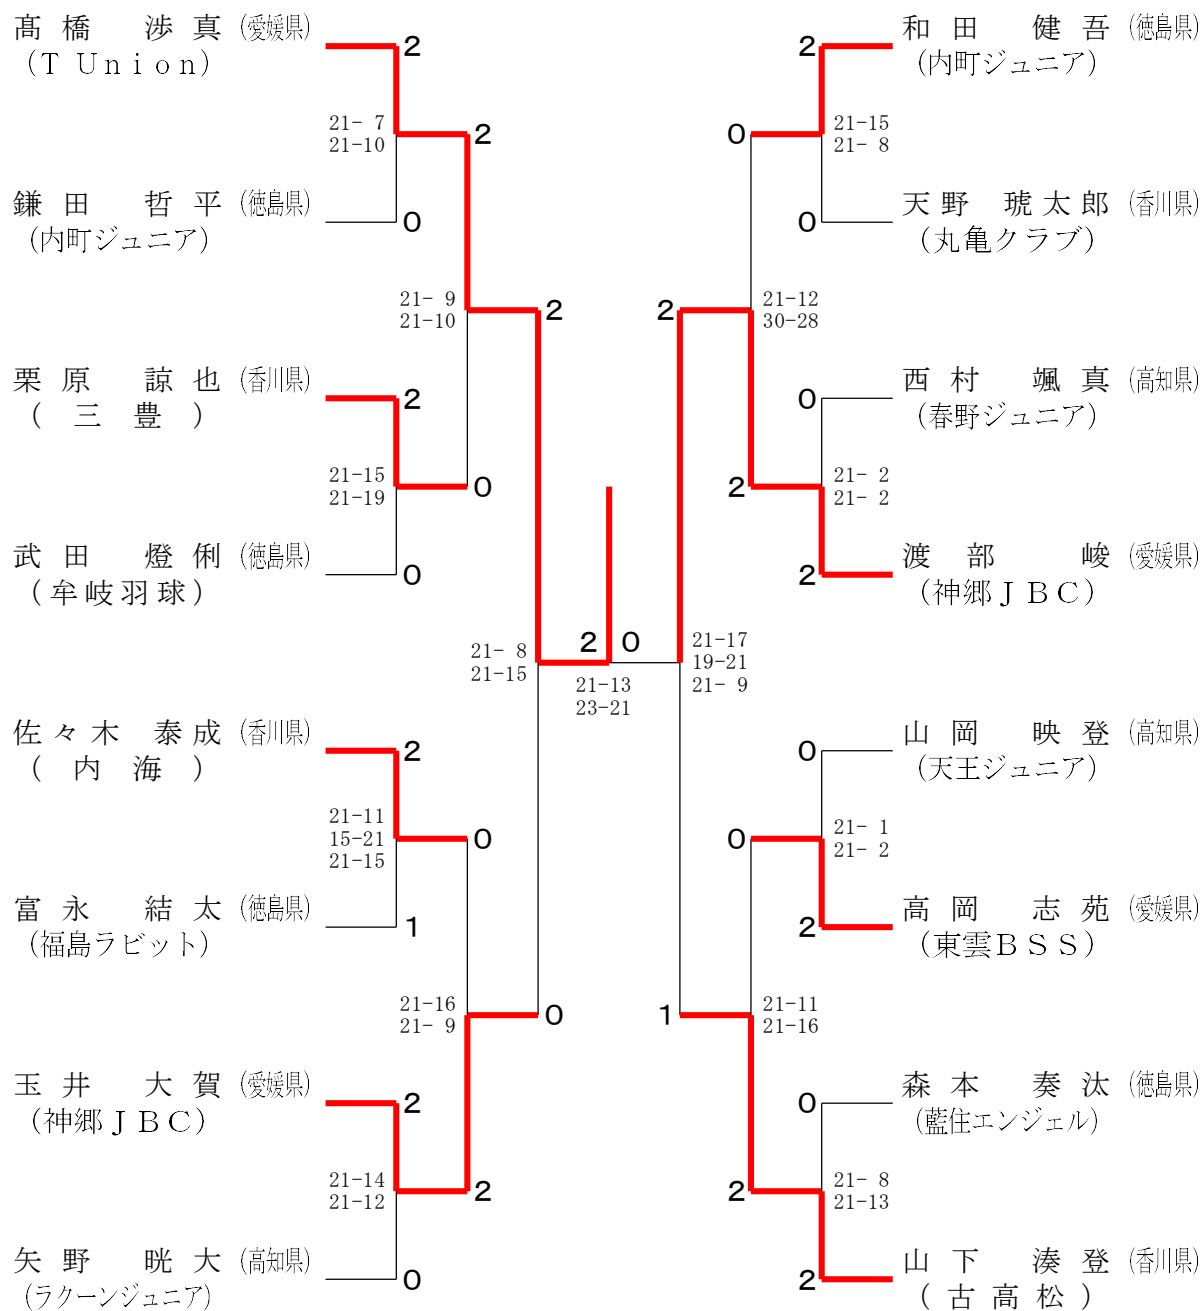 髙橋 渉真 (愛媛県)
(T Union)
2
21- 7
21-10
2
鎌田 哲平 (徳島県)
(内町ジュニア)
0
21- 9
21-10
2
栗原 諒也 (香川県)
(三豊)
2
21-15
21-19
0
武田 燈俐 (徳島県)
(牟岐羽球)
0
21- 8
21-15
佐々木 泰成 (香川県)
(内海)
2
21-11
15-21
21-15
0
富永 結太 (徳島県)
(福島ラビット)
1
21-16
21- 9
0
玉井 大賀 (愛媛県)
(神郷ＪＢＣ)
2
21-14
21-12
2
矢野 晄大 (高知県)
(ラクーンジュニア)
0
2 0
21-13
23-21
和田 健吾 (徳島県)
(内町ジュニア)
2
0
21-15
21- 8
天野 琥太郎 (香川県)
(丸亀クラブ)
0
2
21-12
30-28
西村 颯真 (高知県)
(春野ジュニア)
0
2
21- 2
21- 2
渡部 峻 (愛媛県)
(神郷ＪＢＣ)
2
21-17
19-21
21- 9
山岡 映登 (高知県)
(天王ジュニア)
0
0
21- 1
21- 2
高岡 志苑 (愛媛県)
(東雲ＢＳＳ)
2
1
21-11
21-16
森本 奏汰 (徳島県)
(藍住エンジェル)
0
2
21- 8
21-13
山下 湊登 (香川県)
(古高松)
2